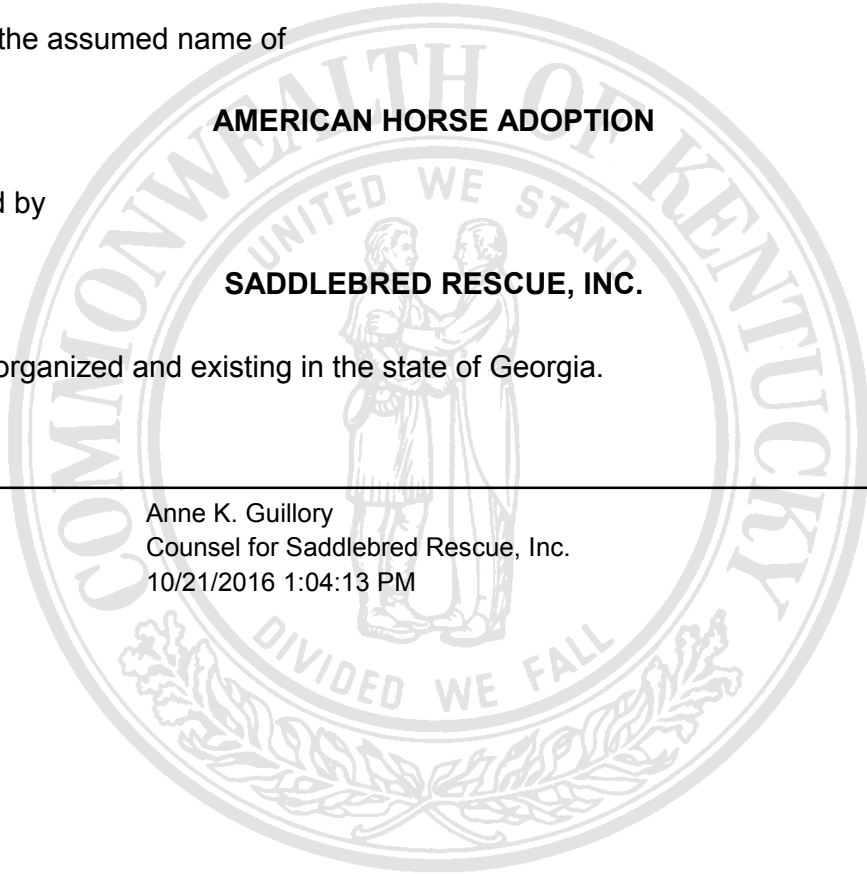 the assumed name of
AMERICAN HORSE ADOPTION
by
SADDLEBRED RESCUE, INC.
organized and existing in the state of Georgia.
Anne K. Guillory
Counsel for Saddlebred Rescue, Inc.
10/21/2016 1:04:13 PM
COMMONWEALTH OF KENTUCKY
UNITED WE STAND
DIVIDED WE FALL